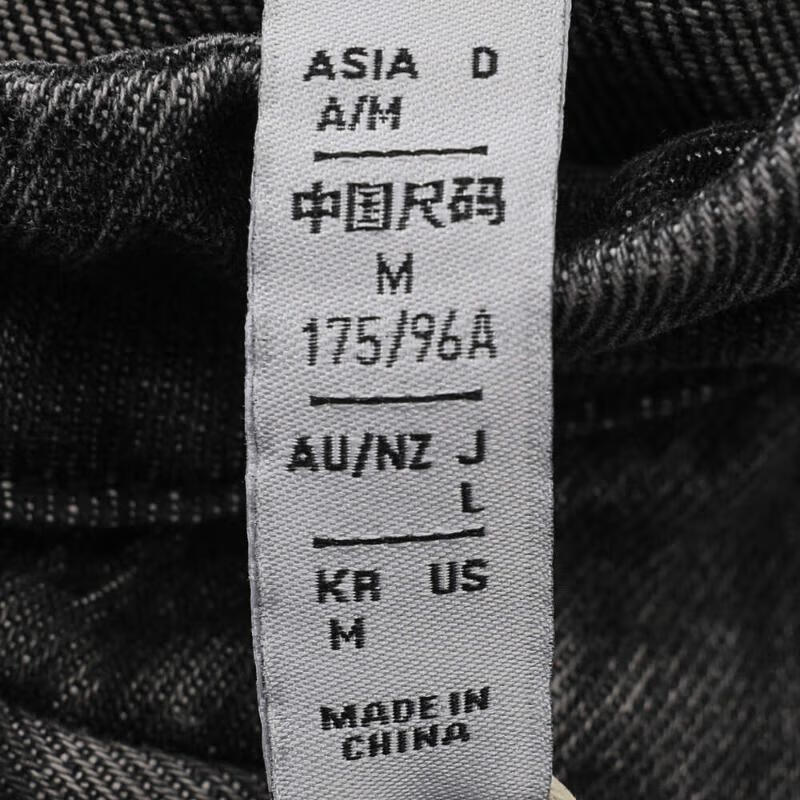 ASIA D
A/M
中国尺码
M
175/96A
AU/NZ J
L
KR US
M
MADE IN
CHINA